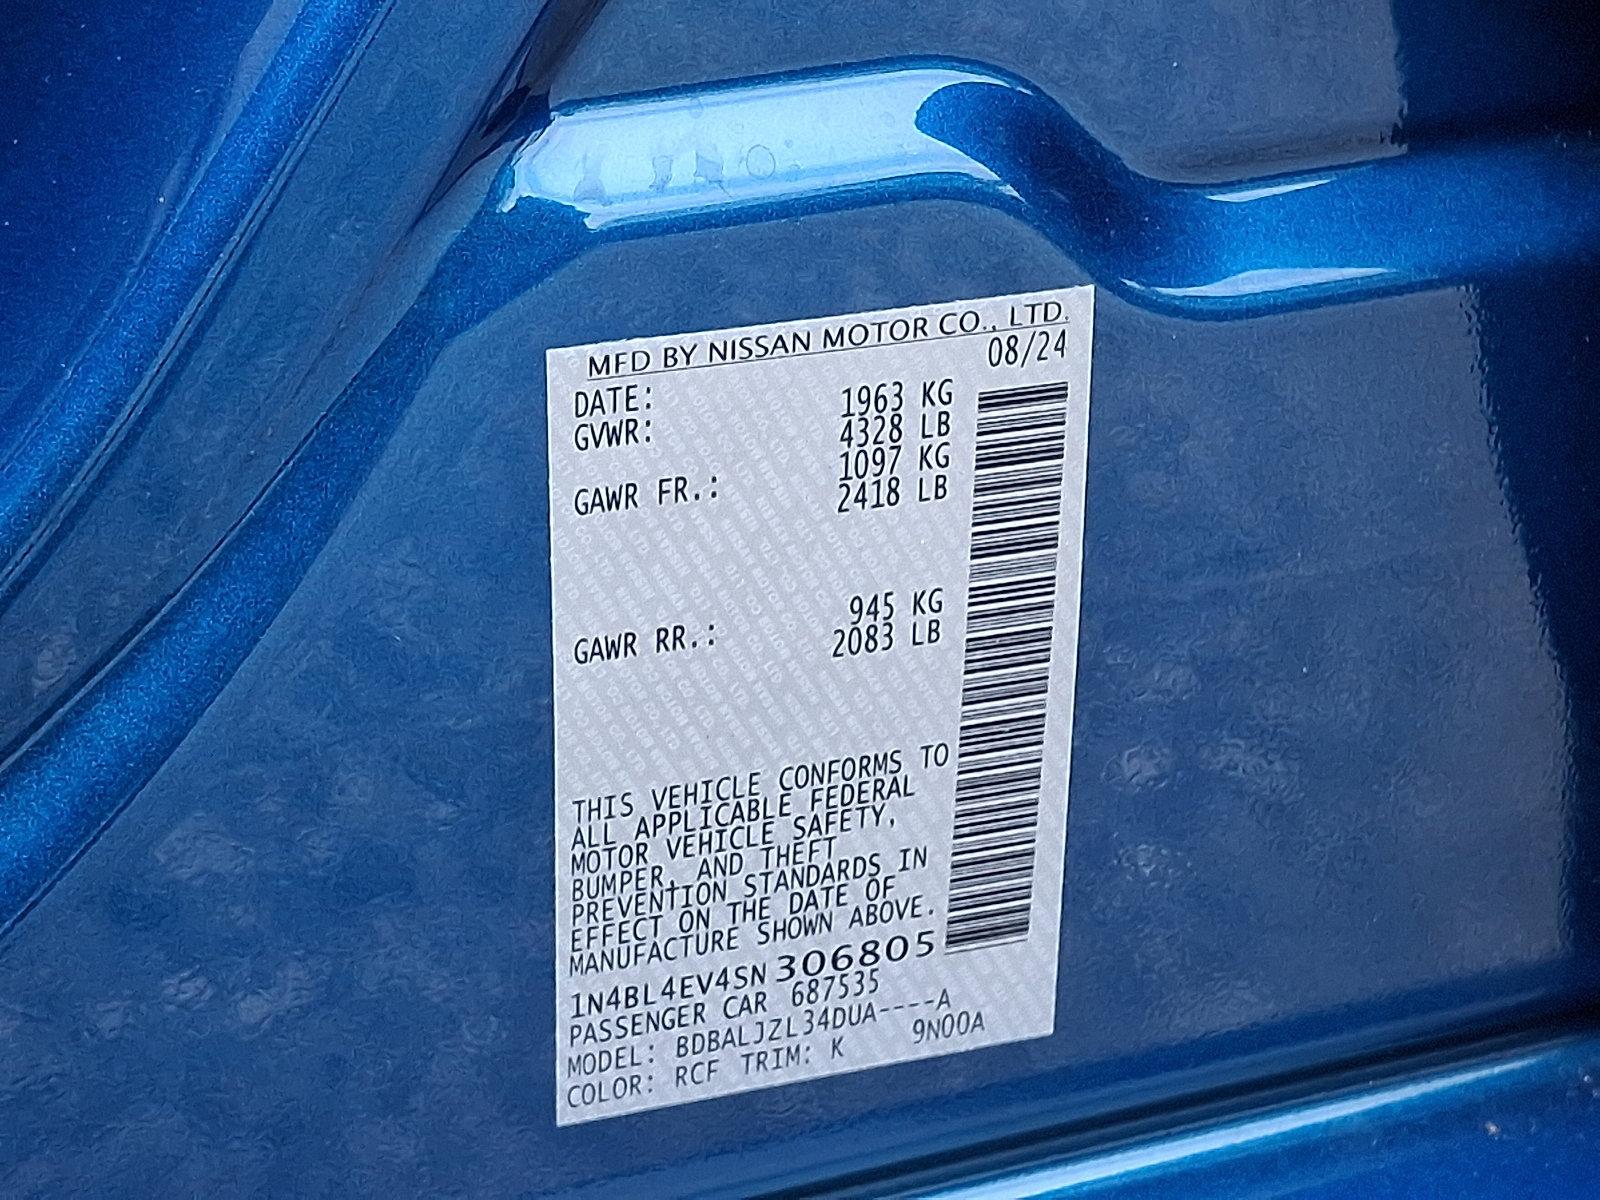 MFD BY NISSAN MOTOR CO., LTD.
DATE: 08/24
GVWR: 1963 KG
4328 LB
GAWR FR.: 1097 KG
2418 LB
GAWR RR.: 945 KG
2083 LB
THIS VEHICLE CONFORMS TO
ALL APPLICABLE FEDERAL
MOTOR VEHICLE SAFETY,
BUMPER, AND THEFT
PREVENTION STANDARDS IN
EFFECT ON THE DATE OF
MANUFACTURE SHOWN ABOVE.
1N4BL4EV4SN306805
PASSENGER CAR 687535
MODEL: BDBALJZL34DUA----A
COLOR: RCF TRIM: K 9N00A